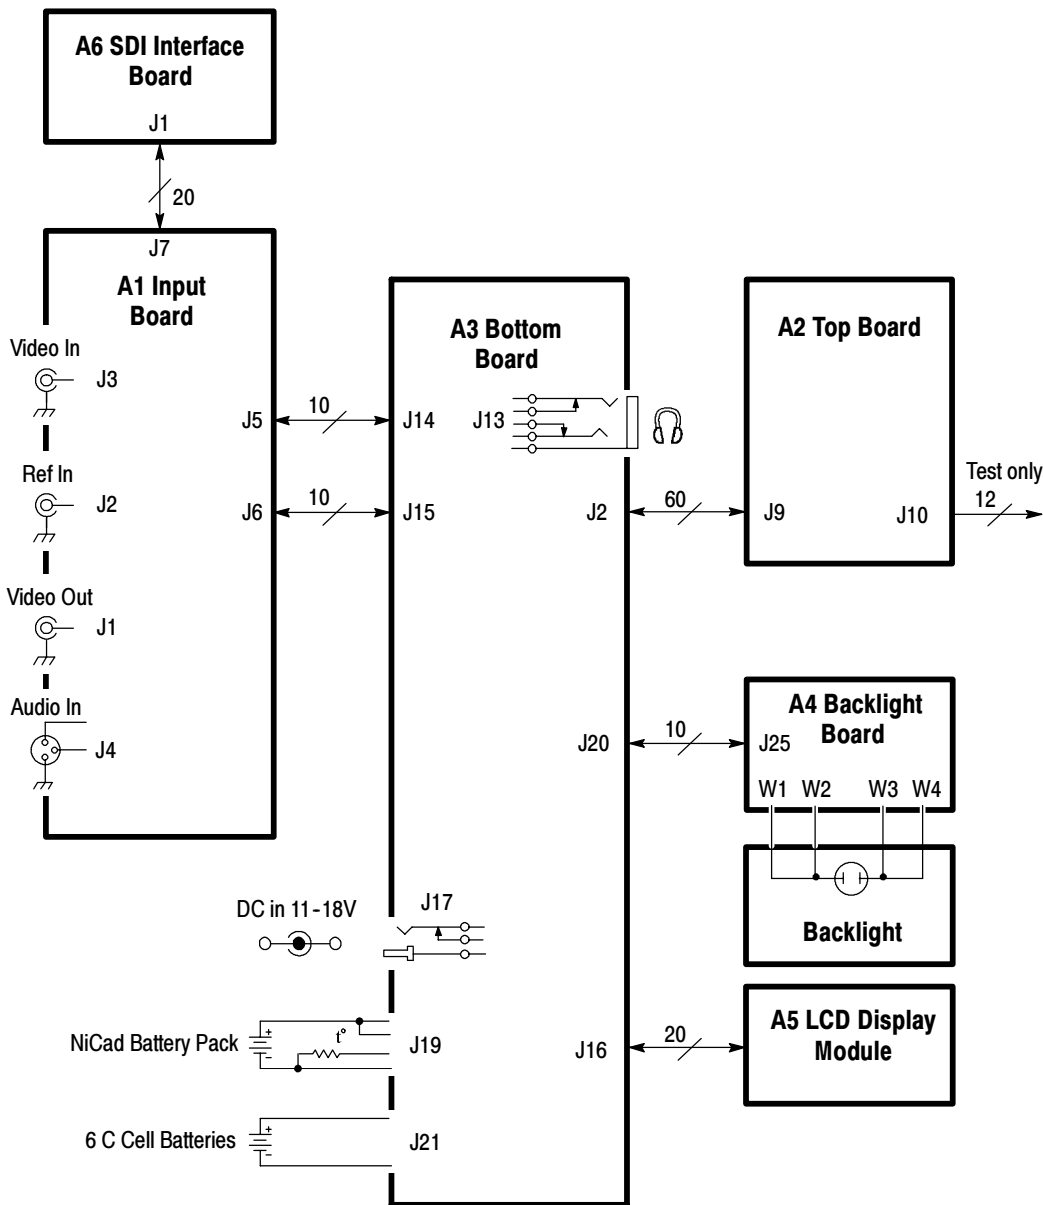 A6 SDI Interface
Board
J1
20
J7
A1 Input
Board
Video In
J3
Ref In
J2
Video Out
J1
Audio In
J4
J5
10
J14
J6
10
J15
A3 Bottom
Board
J13
J2
60
J9
A2 Top Board
J10
Test only
12
J20
10
J25
A4 Backlight
Board
W1 W2 W3 W4
Backlight
DC in 11-18V
J17
NiCad Battery Pack
+
-
t°
J19
J16
20
A5 LCD Display
Module
6 C Cell Batteries
+
-
J21